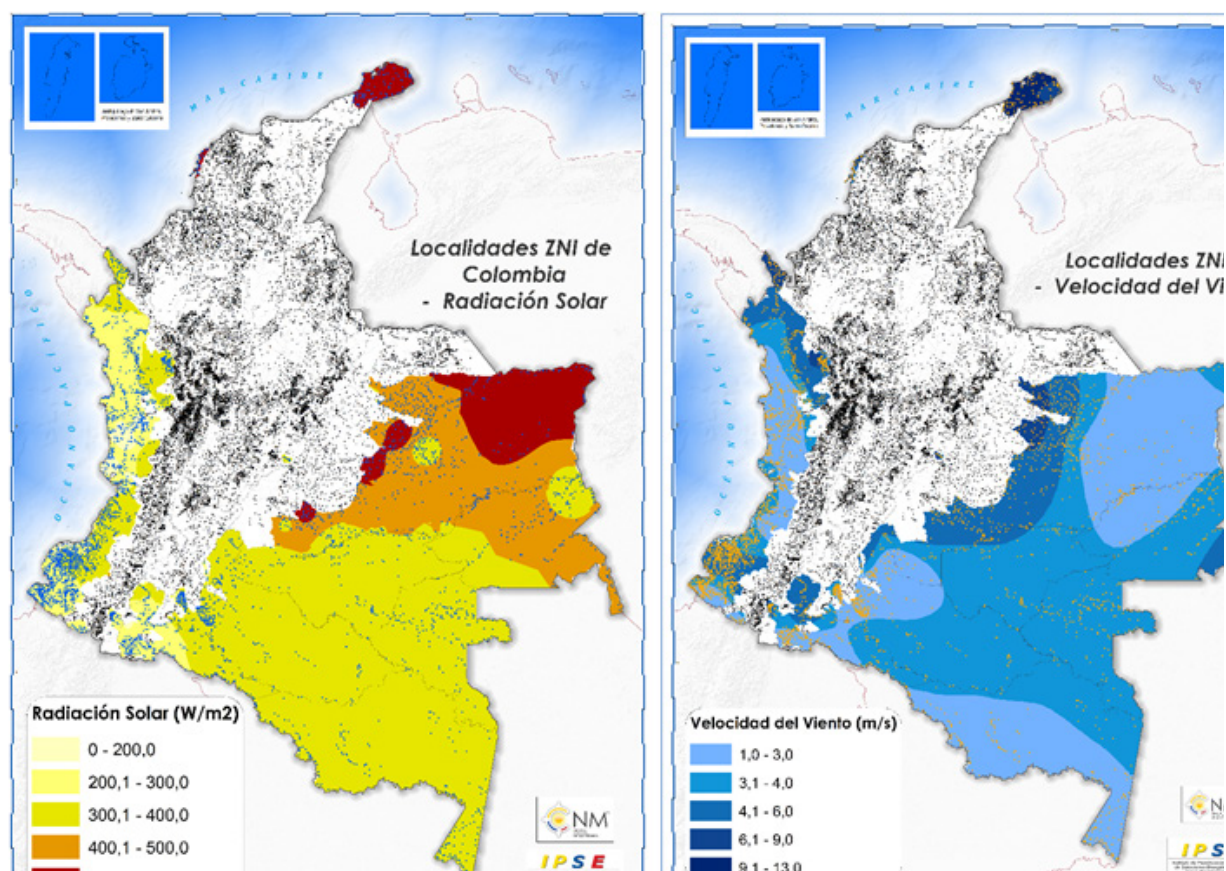 MAR CARIBE
OCEANO PACIFICO
Localidades ZNI de
Colombia
- Radiación Solar
Radiación Solar (W/m2)
0 - 200,0
200,1 - 300,0
300,1 - 400,0
400,1 - 500,0
NM
IPSE
MAR CARIBE
OCEANO PACIFICO
Localidades ZNI
- Velocidad del Vi
Velocidad del Viento (m/s)
1,0 - 3,0
3,1 - 4,0
4,1 - 6,0
6,1 - 9,0
9,1 - 13,0
N
IPS